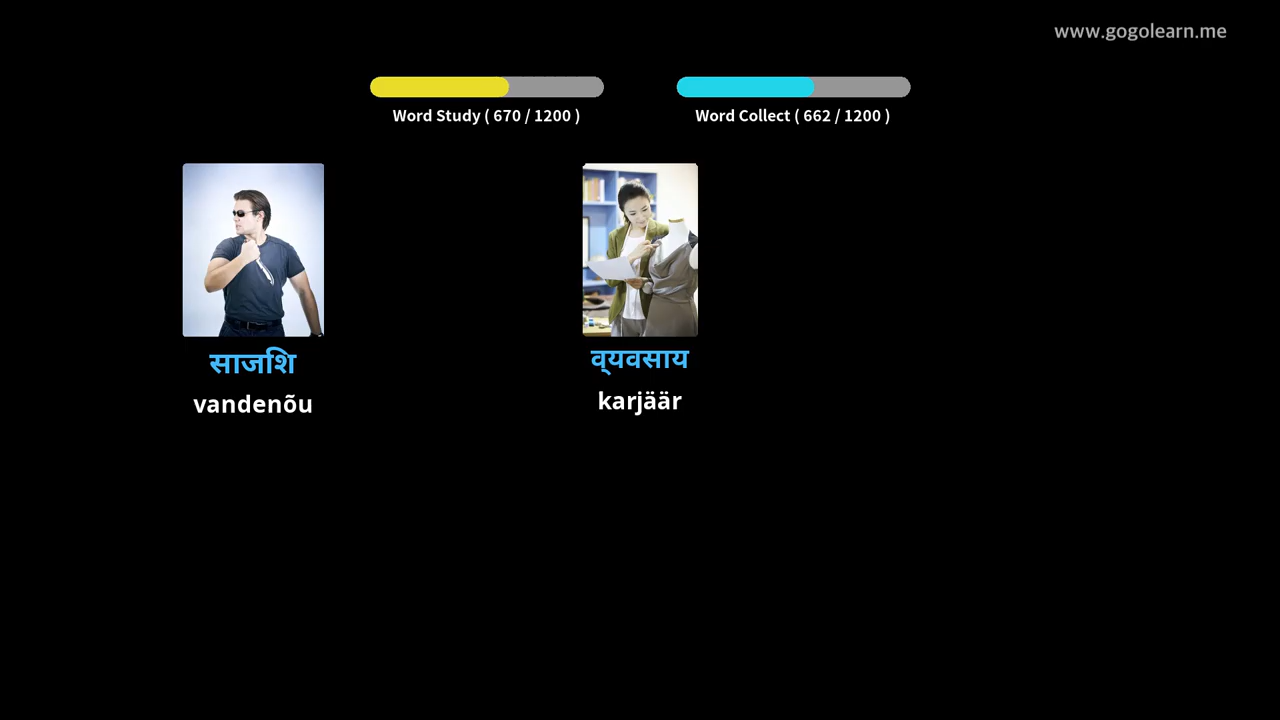 www.gogolearn.me
Word Study ( 670 / 1200 )
Word Collect ( 662 / 1200 )
साजशि
व्‌यवसाय
vandenõu
karjäär